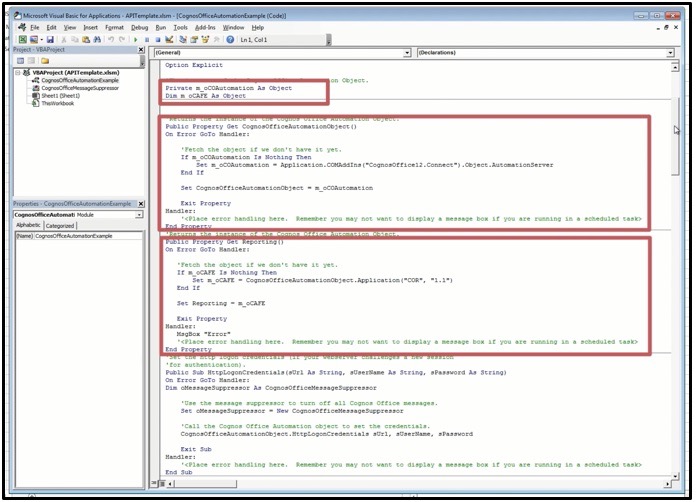 Microsoft Visual Basic for Applications - APITemplate.xlsm - [CognosOfficeAutomationExample (Code)]
File Edit View Insert Format Debug Run Tools Add-Ins Window Help
Ln 1, Col 1
Project - VBAProject
VBAProject (APITemplate.xlsm)
CognosOfficeAutomationExample
CognosOfficeMessageSuppressor
Sheet1 (Sheet1)
ThisWorkbook
Properties - CognosOfficeAutomationExample
CognosOfficeAutomati Module
Alphabetic Categorized
(Name) CognosOfficeAutomationExample
(General) (Declarations)
Option Explicit
on Object.
Private m_oCOAutomation As Object
Dim m_oCAFE As Object
'Returns the instance of the Cognos Office Automation Object.
Public Property Get CognosOfficeAutomationObject()
On Error GoTo Handler:
'Fetch the object if we don't have it yet.
If m_oCOAutomation Is Nothing Then
Set m_oCOAutomation = Application.COMAddIns("CognosOffice12.Connect").Object.AutomationServer
End If
Set CognosOfficeAutomationObject = m_oCOAutomation
Exit Property
Handler:
'<Place error handling here. Remember you may not want to display a message box if you are running in a scheduled task>
End Property
'Returns the instance of the Cognos Office Automation Object.
Public Property Get Reporting()
On Error GoTo Handler:
'Fetch the object if we don't have it yet.
If m_oCAFE Is Nothing Then
Set m_oCAFE = CognosOfficeAutomationObject.Application("COR", "1.1")
End If
Set Reporting = m_oCAFE
Exit Property
Handler:
MsgBox "Error"
'<Place error handling here. Remember you may not want to display a message box if you are running in a scheduled task>
End Property
'Set the http logon credentials (if your webserver challenges a new session
'for authentication).
Public Sub HttpLogonCredentials(sUrl As String, sUserName As String, sPassword As String)
On Error GoTo Handler:
Dim oMessageSuppressor As CognosOfficeMessageSuppressor
'Use the message suppressor to turn off all Cognos Office messages.
Set oMessageSuppressor = New CognosOfficeMessageSuppressor
'Call the Cognos Office Automation object to set the credentials.
CognosOfficeAutomationObject.HttpLogonCredentials sUrl, sUserName, sPassword
Exit Sub
Handler:
'<Place error handling here. Remember you may not want to display a message box if you are running in a scheduled task>
End Sub